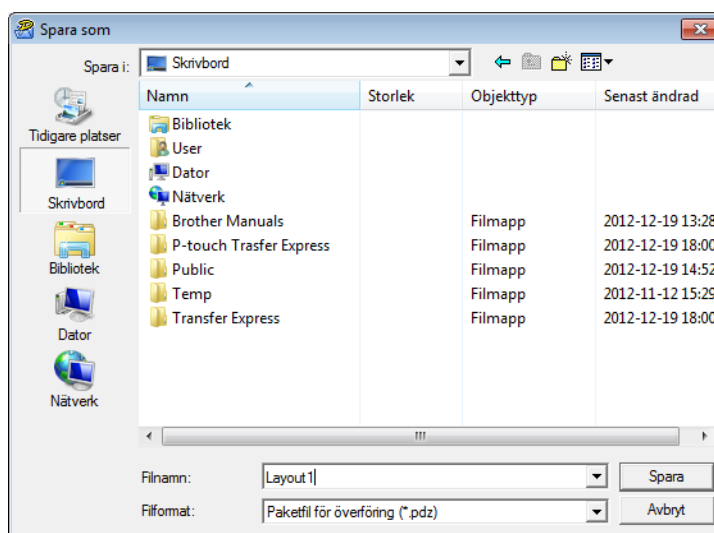 Spara som
Spara i: Skrivbord
Namn Storlek Objekttyp Senast ändrad
Tidigare platser
Skrivbord
Bibliotek
Dator
Nätverk
Bibliotek
User
Dator
Nätverk
Brother Manuals Filmapp 2012-12-19 13:28
P-touch Trasfer Express Filmapp 2012-12-19 18:00
Public Filmapp 2012-12-19 14:52
Temp Filmapp 2012-11-12 15:29
Transfer Express Filmapp 2012-12-19 18:00
Filnamn: Layout1 Spara
Filformat: Paketfil för överföring (*.pdz) Avbryt